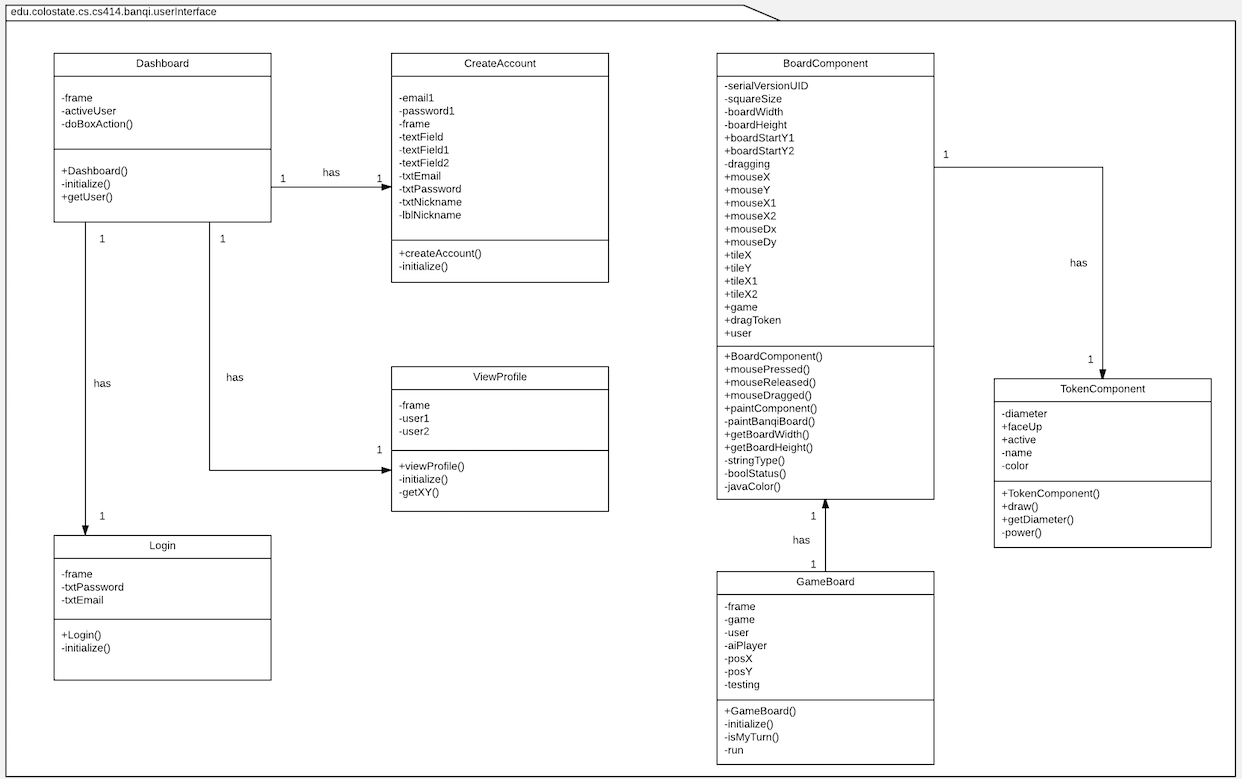 edu.colostate.cs.cs414.banqi.userInterface
Dashboard
-frame
-activeUser
-doBoxAction()
+Dashboard()
-initialize()
+getUser()
1
has
1
CreateAccount
-email1
-password1
-frame
-textField
-textField1
-textField2
-txtEmail
-txtPassword
-txtNickname
-lblNickname
+createAccount()
-initialize()
1
has
1
1
has
1
ViewProfile
-frame
-user1
-user2
+viewProfile()
-initialize()
-getXY()
Login
-frame
-txtPassword
-txtEmail
+Login()
-initialize()
BoardComponent
-serialVersionUID
-squareSize
-boardWidth
-boardHeight
+boardStartY1
+boardStartY2
-dragging
+mouseX
+mouseY
+mouseX1
+mouseX2
+mouseDx
+mouseDy
+tileX
+tileY
+tileX1
+tileX2
+game
+dragToken
+user
+BoardComponent()
+mousePressed()
+mouseReleased()
+mouseDragged()
+paintComponent()
-paintBanqiBoard()
+getBoardWidth()
+getBoardHeight()
-stringType()
-boolStatus()
-javaColor()
1
has
1
TokenComponent
-diameter
+faceUp
+active
-name
-color
+TokenComponent()
+draw()
+getDiameter()
-power()
1
has
1
GameBoard
-frame
-game
-user
-aiPlayer
-posX
-posY
-testing
+GameBoard()
-initialize()
-isMyTurn()
-run